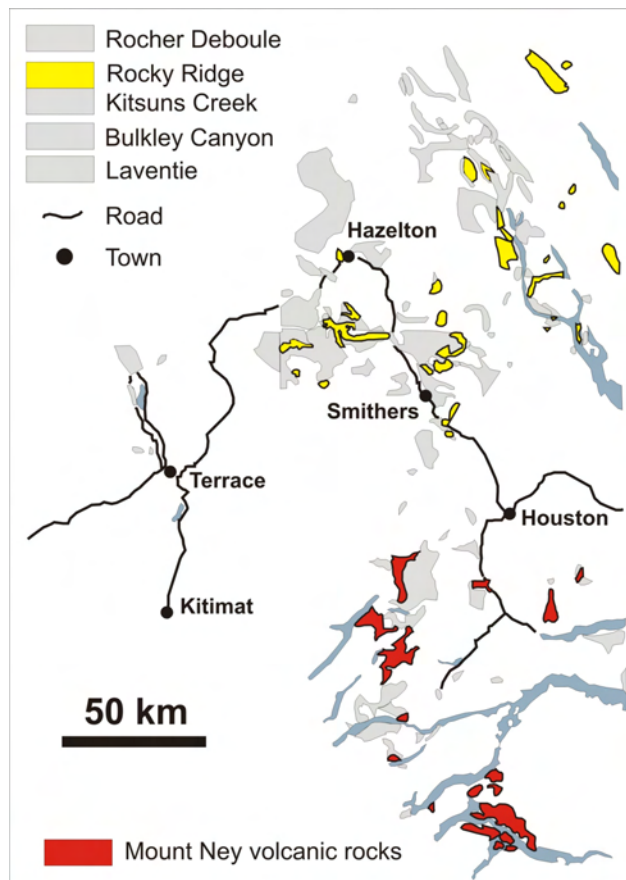 Rocher Deboule
Rocky Ridge
Kitsuns Creek
Bulkley Canyon
Laventie
Road
Town
Hazelton
Smithers
Terrace
Houston
Kitimat
50 km
Mount Ney volcanic rocks